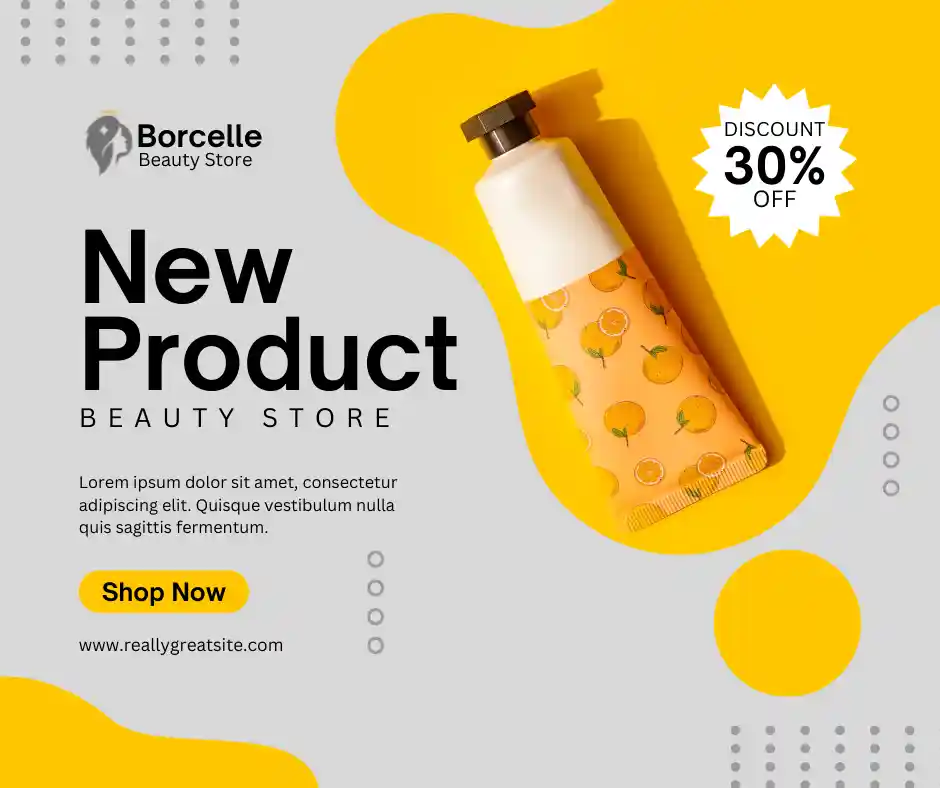 Borcelle
Beauty Store
DISCOUNT
30%
OFF
New
Product
BEAUTY STORE
Lorem ipsum dolor sit amet, consectetur
adipiscing elit. Quisque vestibulum nulla
quis sagittis fermentum.
Shop Now
www.reallygreatsite.com